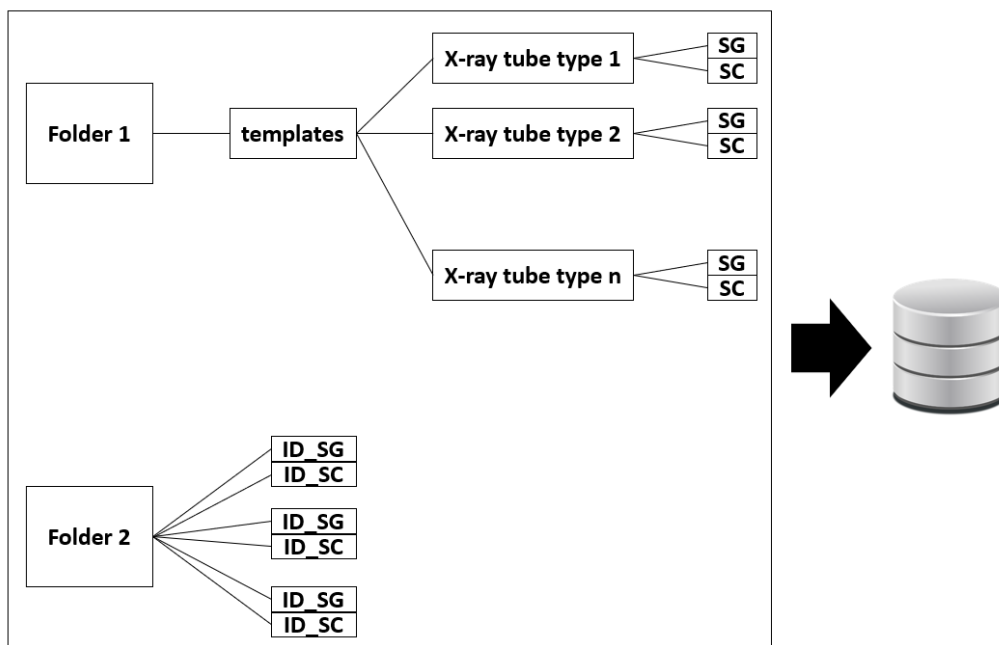 X-ray tube type 1
SG
SC
Folder 1
templates
X-ray tube type 2
SG
SC
X-ray tube type n
SG
SC
Folder 2
ID_SG
ID_SC
ID_SG
ID_SC
ID_SG
ID_SC